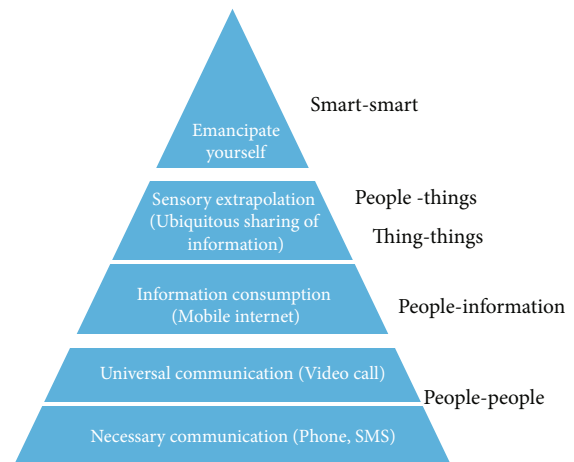 Smart-smart
Emancipate
yourself
Sensory extrapolation
(Ubiquitous sharing of
information)
People -things
Thing-things
Information consumption
(Mobile internet)
People-information
Universal communication (Video call)
People-people
Necessary communication (Phone, SMS)